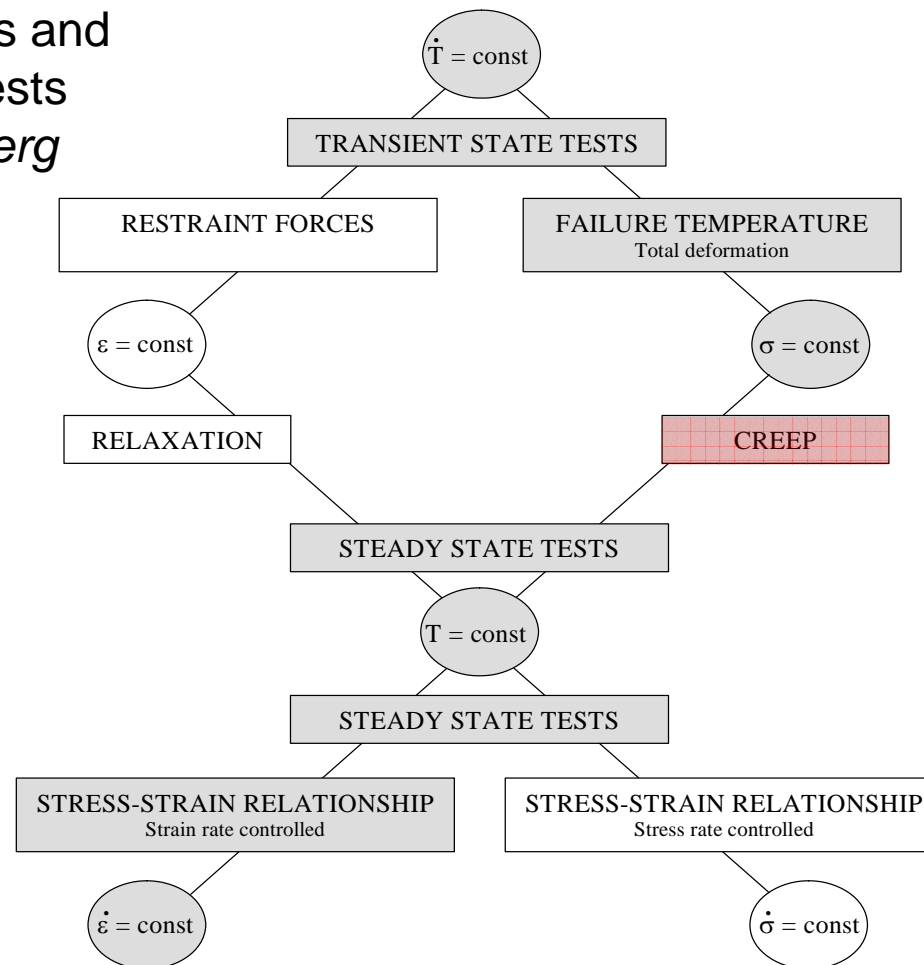 s and
ests
erg
Ṫ = const
TRANSIENT STATE TESTS
RESTRAINT FORCES
FAILURE TEMPERATURE
Total deformation
ε = const
σ = const
RELAXATION
CREEP
STEADY STATE TESTS
T = const
STEADY STATE TESTS
STRESS-STRAIN RELATIONSHIP
Strain rate controlled
STRESS-STRAIN RELATIONSHIP
Stress rate controlled
ε̇ = const
σ̇ = const